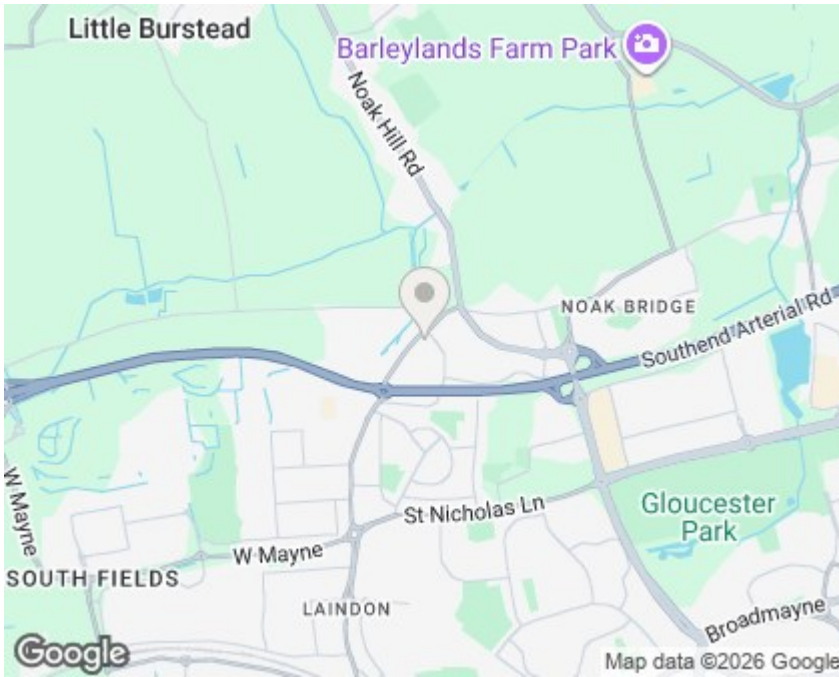 Little Burstead
Barleylands Farm Park
Noak Hill Rd
NOAK BRIDGE
Southend Arterial Rd
W Mayne
St Nicholas Ln
Gloucester
Park
W Mayne
SOUTH FIELDS
LAINDON
Broadmayne
Google
Map data ©2026 Google